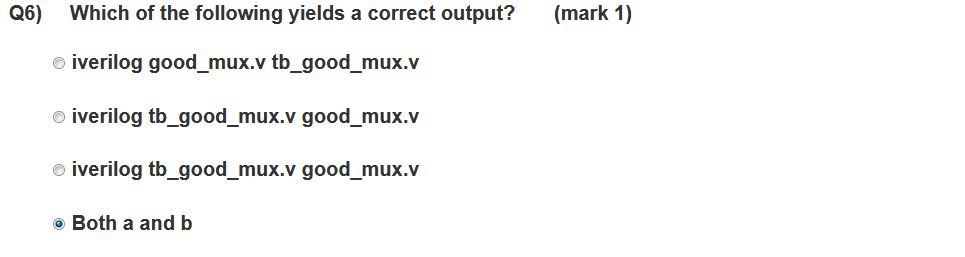 Q6) Which of the following yields a correct output? (mark 1)
iverilog good_mux.v tb_good_mux.v
iverilog tb_good_mux.v good_mux.v
iverilog tb_good_mux.v good_mux.v
Both a and b